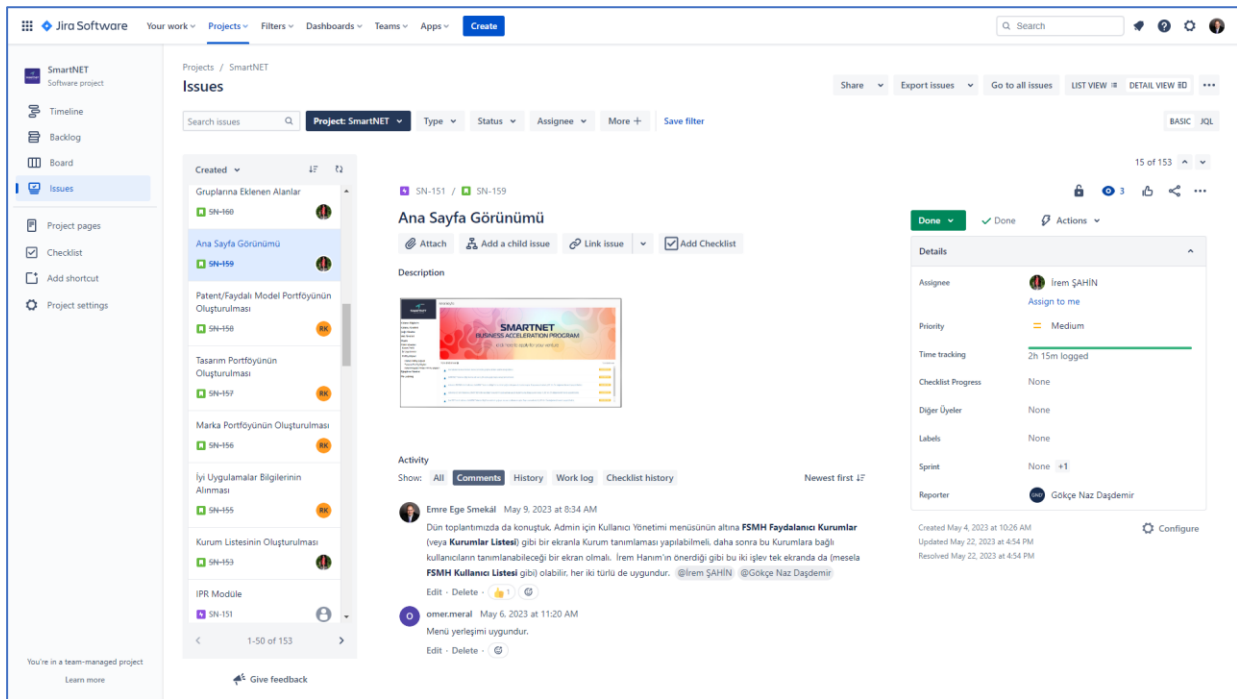 Jira Software
Your work
Projects
Filters
Dashboards
Teams
Apps
Create
Search
SmartNET
Software project
Timeline
Backlog
Board
Issues
Project pages
Checklist
Add shortcut
Project settings
You're in a team-managed project
Learn more
Projects / SmartNET
Issues
Share
Export issues
Go to all issues
LIST VIEW
DETAIL VIEW
Search issues
Project: SmartNET
Type
Status
Assignee
More +
Save filter
BASIC JQL
Created
Gruplarına Eklenen Alanlar
SN-160
Ana Sayfa Görünümü
SN-159
Patent/Faydalı Model Portföyünün
Oluşturulması
SN-158
RK
Tasarım Portföyünün
Oluşturulması
SN-157
RK
Marka Portföyünün Oluşturulması
SN-156
RK
İyi Uygulamalar Bilgilerinin
Alınması
SN-155
RK
Kurum Listesinin Oluşturulması
SN-153
IPR Modüle
SN-151
1-50 of 153
Give feedback
15 of 153
SN-151 / SN-159
3
Ana Sayfa Görünümü
Attach
Add a child issue
Link issue
Add Checklist
Description
SMARTNET
BUSINESS ACCELERATION PROGRAM
Activity
Show: All Comments History Work log Checklist history
Newest first
Emre Ege Smekál May 9, 2023 at 8:34 AM
Dün toplantımızda da konuştuk, Admin için Kullanıcı Yönetimi menüsünün altına FSMH Faydalanıcı Kurumlar
(veya Kurumlar Listesi) gibi bir ekranla Kurum tanımlaması yapılabilmeli, daha sonra bu Kurumlara bağlı
kullanıcıların tanımlanabileceği bir ekran olmalı. İrem Hanım'ın önerdiği gibi bu iki işlev tek ekranda da (mesela
FSMH Kullanıcı Listesi gibi) olabilir, her iki türlü de uygundur. @İrem ŞAHİN @Gökçe Naz Daşdemir
Edit · Delete · 👍 1
O
omer.meral May 6, 2023 at 11:20 AM
Menü yerleşimi uygundur.
Edit · Delete ·
Done
Done
Actions
Details
Assignee
İrem ŞAHİN
Assign to me
Priority
Medium
Time tracking
2h 15m logged
Checklist Progress
None
Diğer Üyeler
None
Labels
None
Sprint
None +1
Reporter
Gökçe Naz Daşdemir
Created May 4, 2023 at 10:26 AM
Updated May 22, 2023 at 4:54 PM
Resolved May 22, 2023 at 4:54 PM
Configure